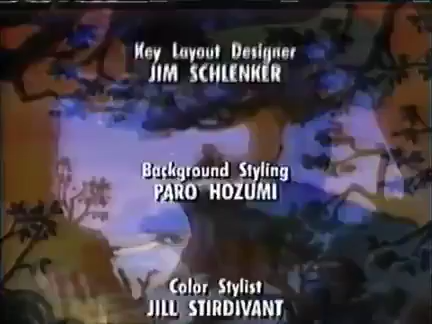 Key Layout Designer
JIM SCHLENKER
Background Styling
PARO HOZUMI
Color Stylist
JILL STIRDIVANT